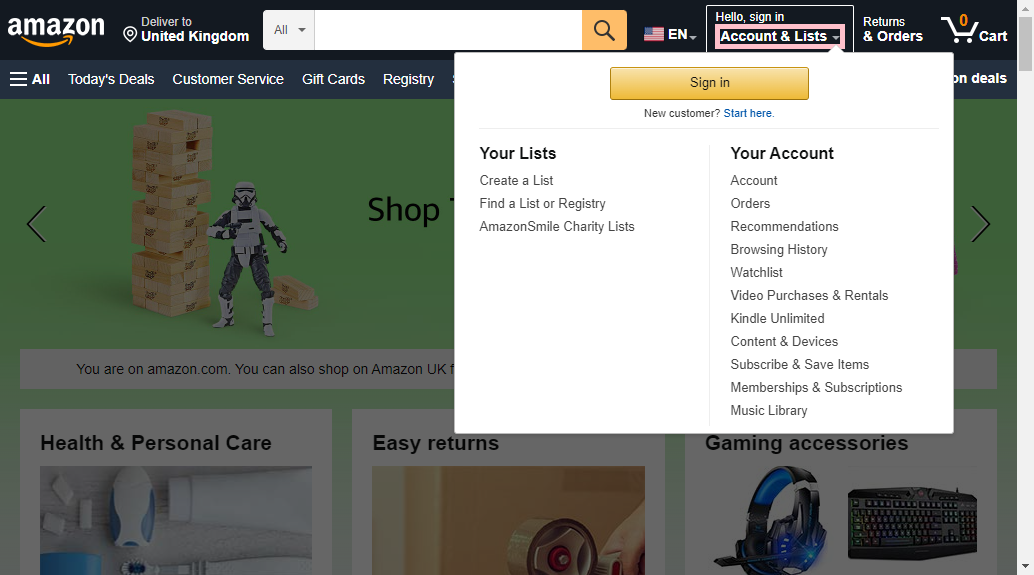 amazon
Deliver to
United Kingdom
All
EN
Hello, sign in
Account & Lists
Returns
& Orders
0
Cart
All
Today's Deals
Customer Service
Gift Cards
Registry
on deals
Sign in
New customer? Start here.
Your Lists
Create a List
Find a List or Registry
AmazonSmile Charity Lists
Your Account
Account
Orders
Recommendations
Browsing History
Watchlist
Video Purchases & Rentals
Kindle Unlimited
Content & Devices
Subscribe & Save Items
Memberships & Subscriptions
Music Library
Shop
You are on amazon.com. You can also shop on Amazon UK
Health & Personal Care
Easy returns
Gaming accessories